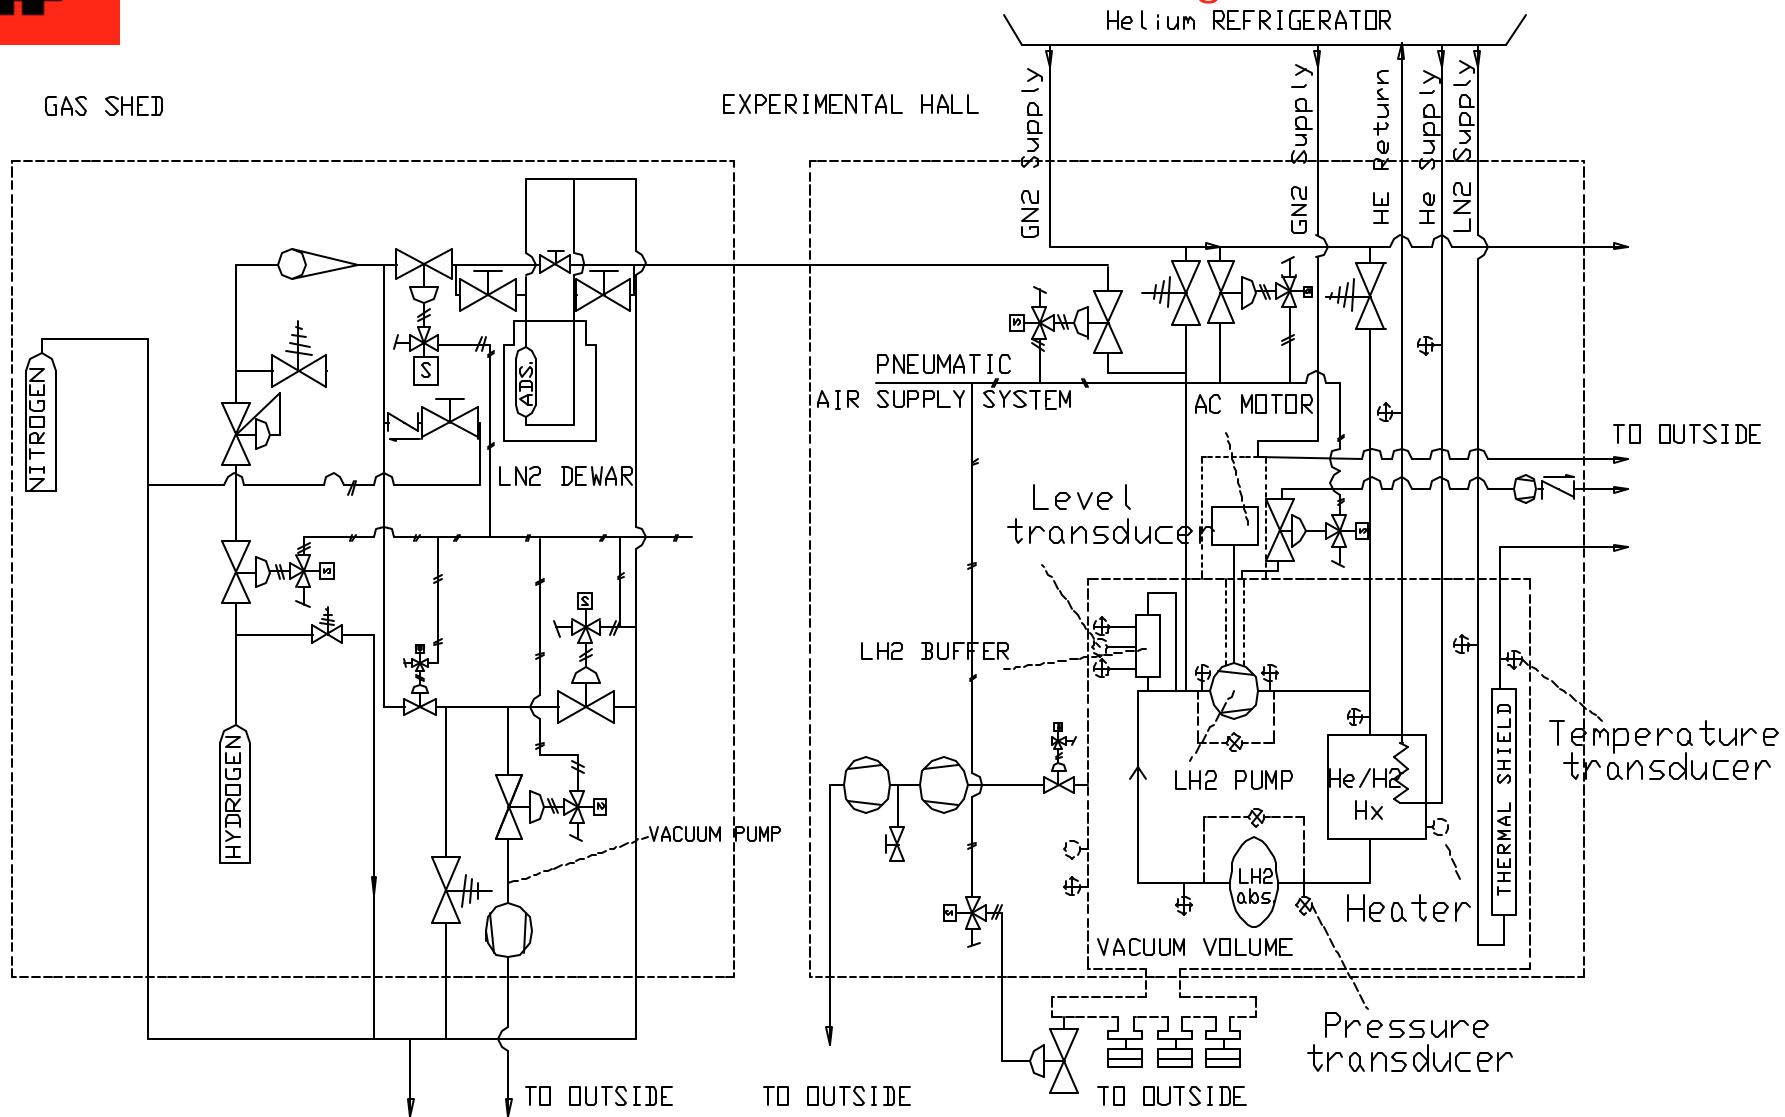 Helium REFRIGERATOR
GAS SHED
EXPERIMENTAL HALL
GN2 Supply
GN2 Supply
HE Return
He Supply
LN2 Supply
NITROGEN
S
ADS.
PNEUMATIC
AIR SUPPLY SYSTEM
AC MOTOR
TO OUTSIDE
LN2 DEWAR
Level
transducer
LH2 BUFFER
HYDROGEN
VACUUM PUMP
LH2 PUMP
He/H2
Hx
THERMAL SHIELD
Temperature
transducer
LH2
abs.
Heater
VACUUM VOLUME
Pressure
transducer
TO OUTSIDE
TO OUTSIDE
TO OUTSIDE